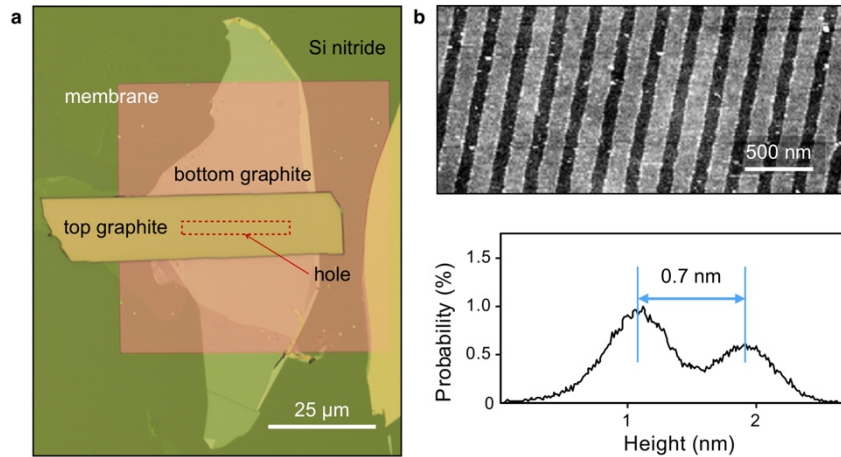 a
Si nitride
membrane
bottom graphite
top graphite
hole
25 µm
b
500 nm
1.5
1.0
0.5
0
Probability (%)
0.7 nm
1
2
Height (nm)